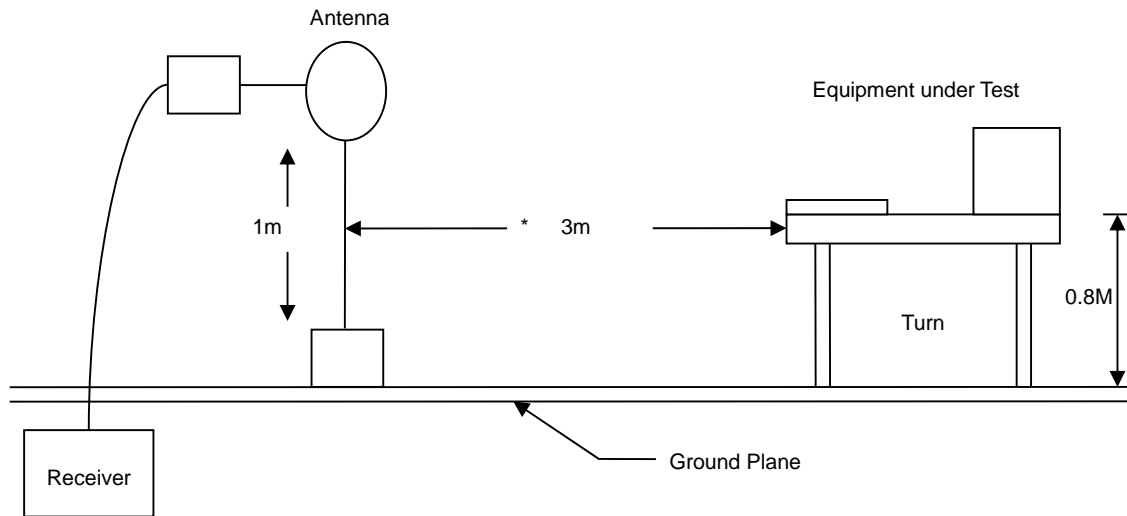 Antenna
Equipment under Test
1m
* 3m
0.8M
Turn
Receiver
Ground Plane